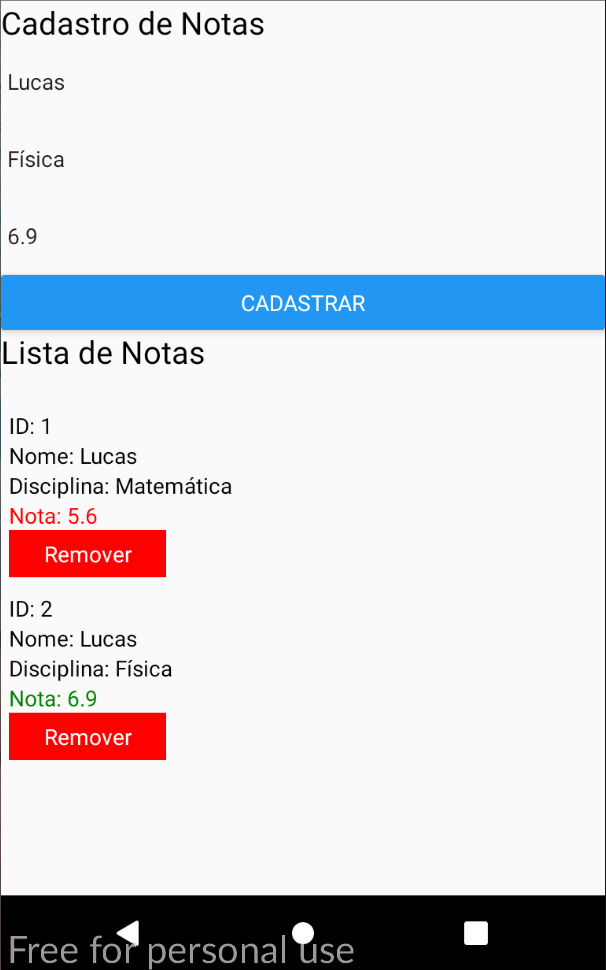 Cadastro de Notas
Lucas
Física
6.9
CADASTRAR
Lista de Notas
ID: 1
Nome: Lucas
Disciplina: Matemática
Nota: 5.6
Remover
ID: 2
Nome: Lucas
Disciplina: Física
Nota: 6.9
Remover
Free for personal use